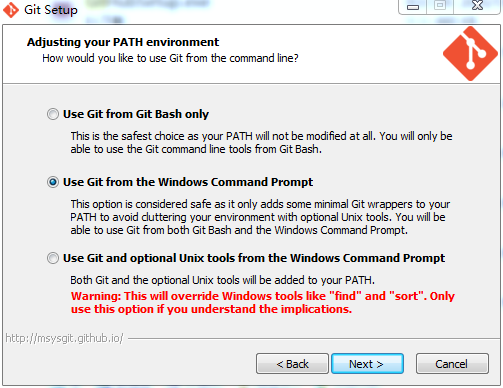 Git Setup
Adjusting your PATH environment
How would you like to use Git from the command line?
Use Git from Git Bash only
This is the safest choice as your PATH will not be modified at all. You will only
be able to use the Git command line tools from Git Bash.
Use Git from the Windows Command Prompt
This option is considered safe as it only adds some minimal Git wrappers to your
PATH to avoid cluttering your environment with optional Unix tools. You will be
able to use Git from both Git Bash and the Windows Command Prompt.
Use Git and optional Unix tools from the Windows Command Prompt
Both Git and the optional Unix tools will be added to your PATH.
Warning: This will override Windows tools like "find" and "sort". Only
use this option if you understand the implications.
http://msysgit.github.io/
< Back
Next >
Cancel